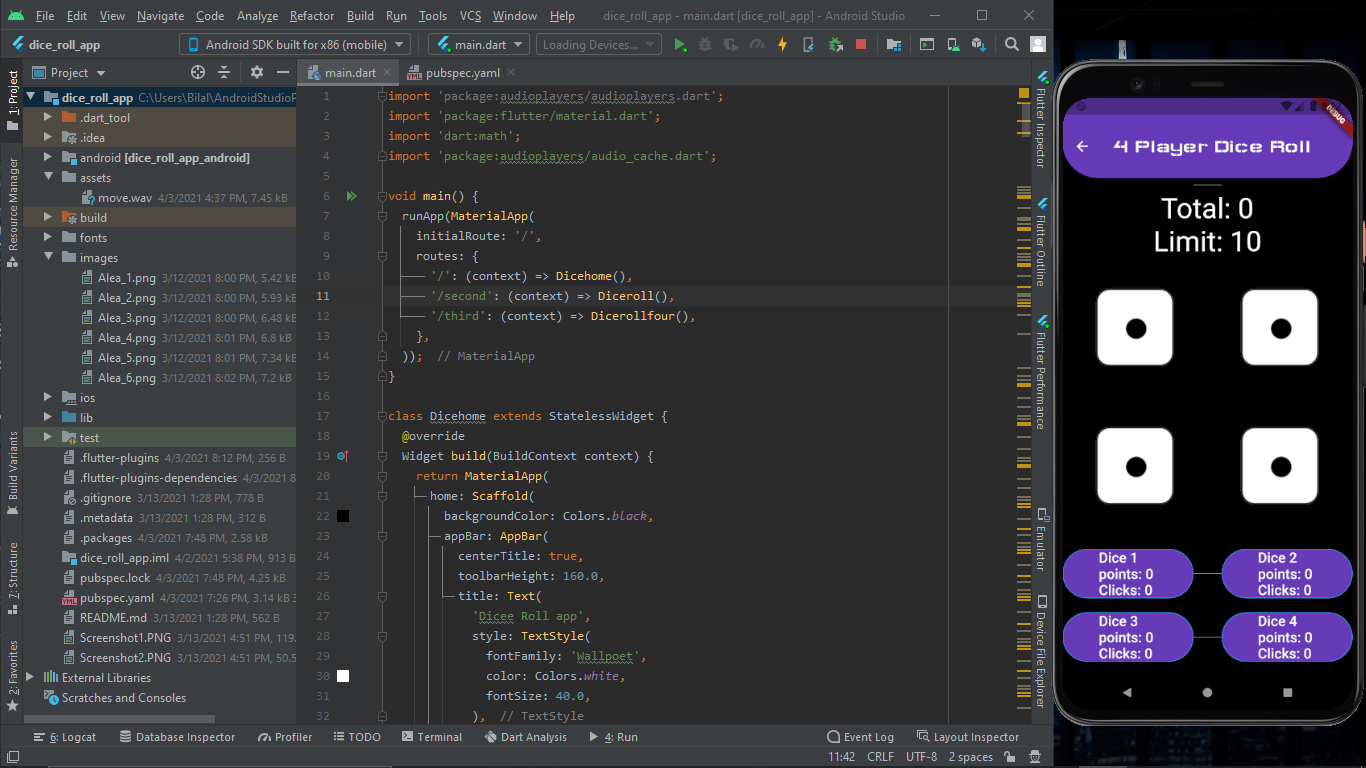 File Edit View Navigate Code Analyze Refactor Build Run Tools VCS Window Help dice_roll_app - main.dart [dice_roll_app] - Android Studio
dice_roll_app Android SDK built for x86 (mobile) main.dart Loading Devices...
Project main.dart pubspec.yaml
1: Project
Resource Manager
Build Variants
7: Structure
2: Favorites
dice_roll_app C:\Users\Bilal\AndroidStudioP
.dart_tool
.idea
android [dice_roll_app_android]
assets
move.wav 4/3/2021 4:37 PM, 7.45 kB
build
fonts
images
Alea_1.png 3/12/2021 8:00 PM, 5.42 kB
Alea_2.png 3/12/2021 8:00 PM, 5.93 kB
Alea_3.png 3/12/2021 8:00 PM, 6.48 kB
Alea_4.png 3/12/2021 8:01 PM, 6.8 kB
Alea_5.png 3/12/2021 8:01 PM, 7.34 kB
Alea_6.png 3/12/2021 8:02 PM, 7.2 kB
ios
lib
test
.flutter-plugins 4/3/2021 8:12 PM, 256 B
.flutter-plugins-dependencies 4/3/2021 8
.gitignore 3/13/2021 1:28 PM, 778 B
.metadata 3/13/2021 1:28 PM, 312 B
.packages 4/3/2021 7:48 PM, 2.58 kB
dice_roll_app.iml 4/2/2021 5:38 PM, 913 B
pubspec.lock 4/3/2021 7:48 PM, 4.25 kB
pubspec.yaml 4/3/2021 7:26 PM, 3.14 kB 3
README.md 3/13/2021 1:28 PM, 562 B
Screenshot1.PNG 3/13/2021 4:51 PM, 119.
Screenshot2.PNG 3/13/2021 4:51 PM, 50.5
External Libraries
Scratches and Consoles
1 import 'package:audioplayers/audioplayers.dart';
2 import 'package:flutter/material.dart';
3 import 'dart:math';
4 import 'package:audioplayers/audio_cache.dart';
5
6 void main() {
7 runApp(MaterialApp(
8 initialRoute: '/',
9 routes: {
10 '/': (context) => Dicehome(),
11 '/second': (context) => Diceroll(),
12 '/third': (context) => Dicerollfour(),
13 },
14 )); // MaterialApp
15 }
16
17 class Dicehome extends StatelessWidget {
18 @override
19 Widget build(BuildContext context) {
20 return MaterialApp(
21 home: Scaffold(
22 backgroundColor: Colors.black,
23 appBar: AppBar(
24 centerTitle: true,
25 toolbarHeight: 160.0,
26 title: Text(
27 'Dicee Roll app',
28 style: TextStyle(
29 fontFamily: 'Wallpoet',
30 color: Colors.white,
31 fontSize: 40.0,
32 ), // TextStyle
Flutter Inspector
Flutter Outline
Flutter Performance
Emulator
Device File Explorer
6: Logcat Database Inspector Profiler TODO Terminal Dart Analysis 4: Run Event Log Layout Inspector
11:42 CRLF UTF-8 2 spaces
DEBUG
4 Player Dice Roll
Total: 0
Limit: 10
Dice 1
points: 0
Clicks: 0
Dice 2
points: 0
Clicks: 0
Dice 3
points: 0
Clicks: 0
Dice 4
points: 0
Clicks: 0